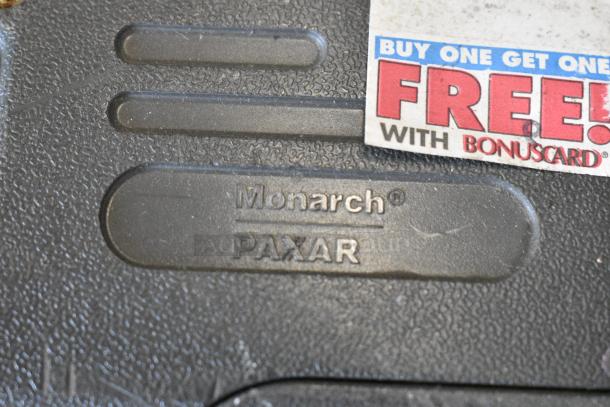 BUY ONE GET ONE
FREE!
WITH BONUSCARD®
Monarch®
PAXAR